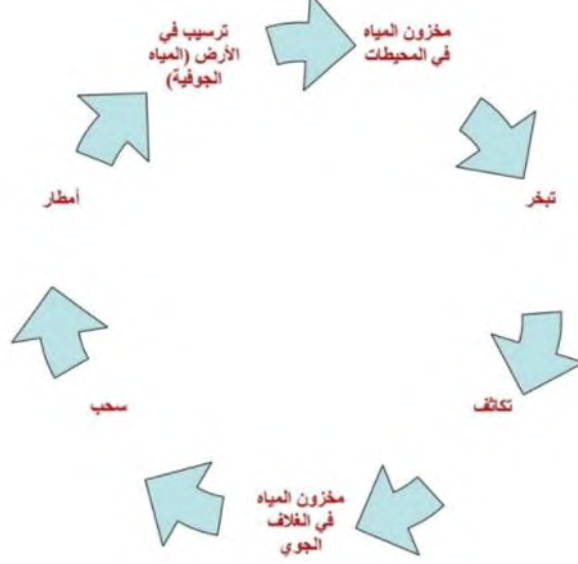 مخزون المياه
في المحيطات
تبخر
تكاثف
مخزون المياه
في الغلاف
الجوي
سحب
أمطار
ترسيب في
الأرض (المياه
الجوفية)